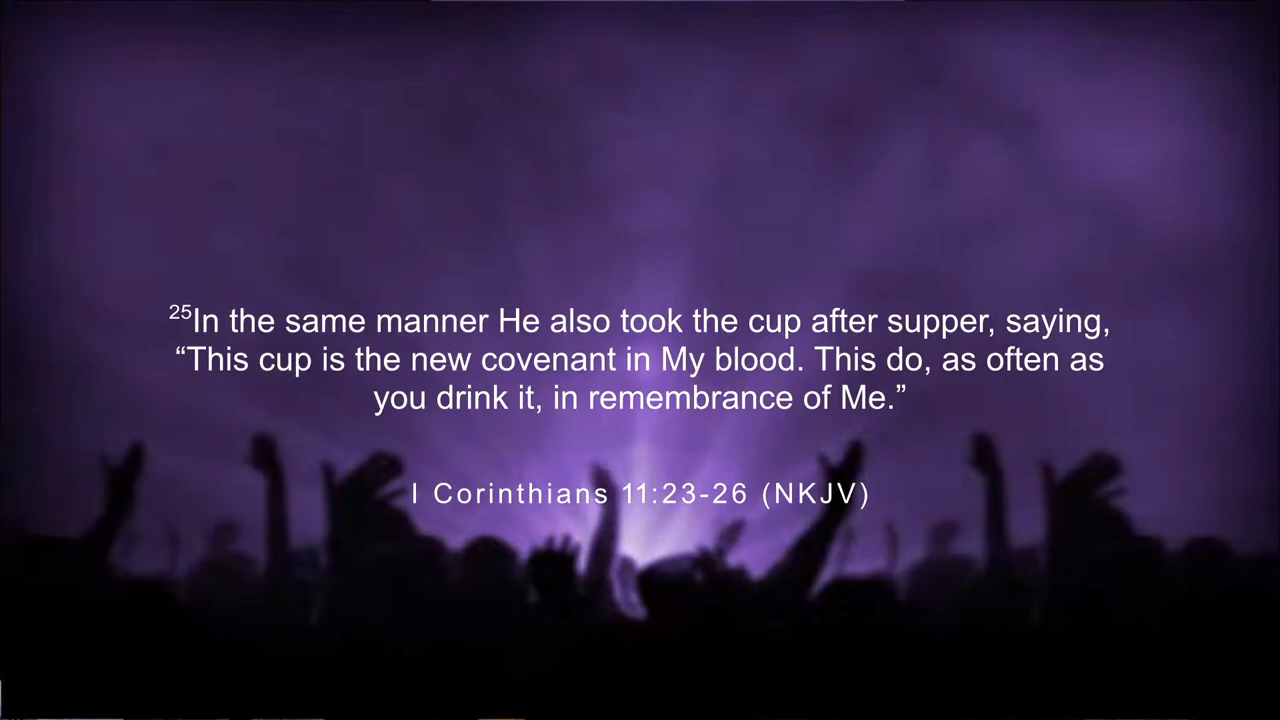 25In the same manner He also took the cup after supper, saying,
“This cup is the new covenant in My blood. This do, as often as
you drink it, in remembrance of Me.”
I Corinthians 11:23-26 (NKJV)